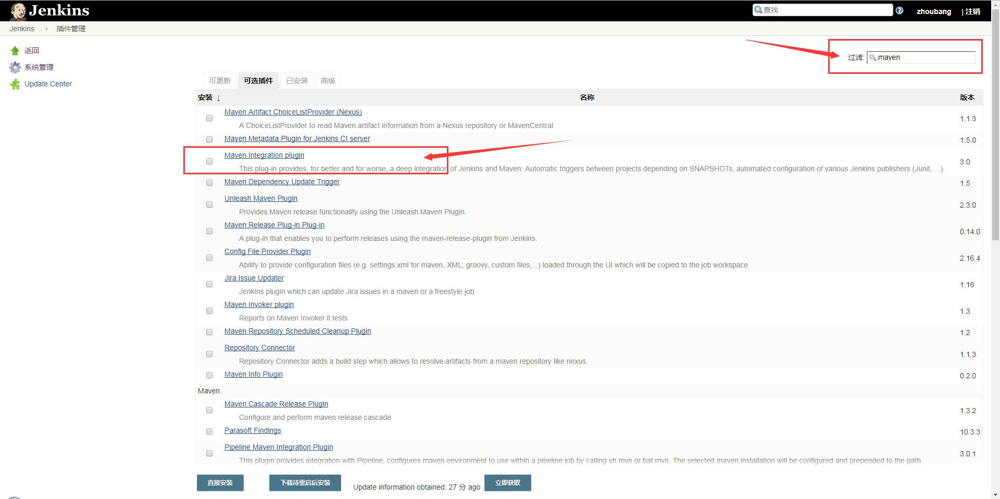 Jenkins
查找
zhoubang
| 注销
Jenkins
插件管理
返回
系统管理
Update Center
过滤:
maven
可更新
可选插件
已安装
高级
安装 ↓
名称
版本
Maven Artifact ChoiceListProvider (Nexus)
A ChoiceListProvider to read Maven artifact information from a Nexus repository or MavenCentral
1.1.3
Maven Metadata Plugin for Jenkins CI server
1.5.0
Maven Integration plugin
This plug-in provides, for better and for worse, a deep integration of Jenkins and Maven: Automatic triggers between projects depending on SNAPSHOTs, automated configuration of various Jenkins publishers (Junit, ...).
3.0
Maven Dependency Update Trigger
1.5
Unleash Maven Plugin
Provides Maven release functionality using the Unleash Maven Plugin.
2.3.0
Maven Release Plug-in Plug-in
A plug-in that enables you to perform releases using the maven-release-plugin from Jenkins.
0.14.0
Config File Provider Plugin
Ability to provide configuration files (e.g. settings.xml for maven, XML, groovy, custom files,...) loaded through the UI which will be copied to the job workspace
2.16.4
Jira Issue Updater
Jenkins plugin which can update Jira issues in a maven or a freestyle job.
1.18
Maven Invoker plugin
Reports on Maven Invoker it tests
1.3
Maven Repository Scheduled Cleanup Plugin
1.2
Repository Connector
Repository Connector adds a build step which allows to resolve artifacts from a maven repository like nexus.
1.1.3
Maven Info Plugin
0.2.0
Maven
Maven Cascade Release Plugin
Configure and perform maven release cascade
1.3.2
Parasoft Findings
10.3.3
Pipeline Maven Integration Plugin
This plugin provides integration with Pipeline, configures maven environment to use within a pipeline job by calling sh mvn or bat mvn. The selected maven installation will be configured and prepended to the path.
3.0.1
直接安装
下载待重启后安装
Update information obtained: 27 分 ago
立即获取